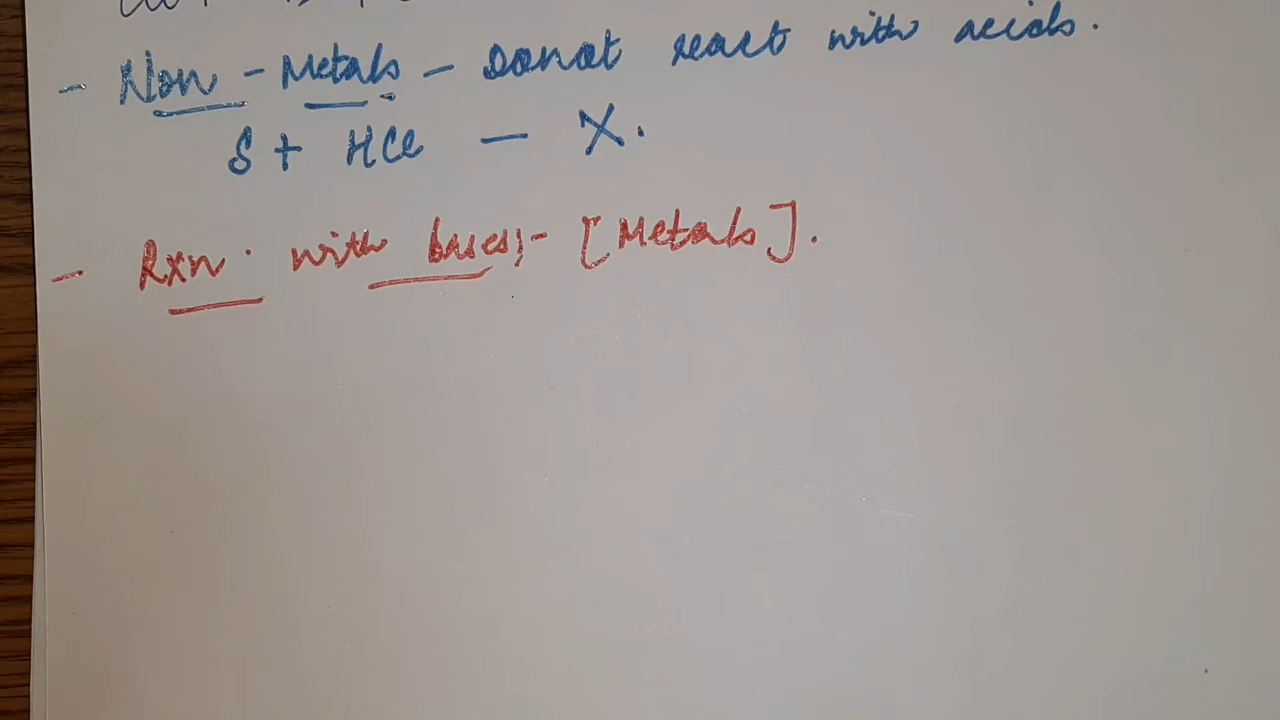 - Non - Metals - Donot react with acids.
S + HCl - X.
- Rxn. with bases;- [Metals].